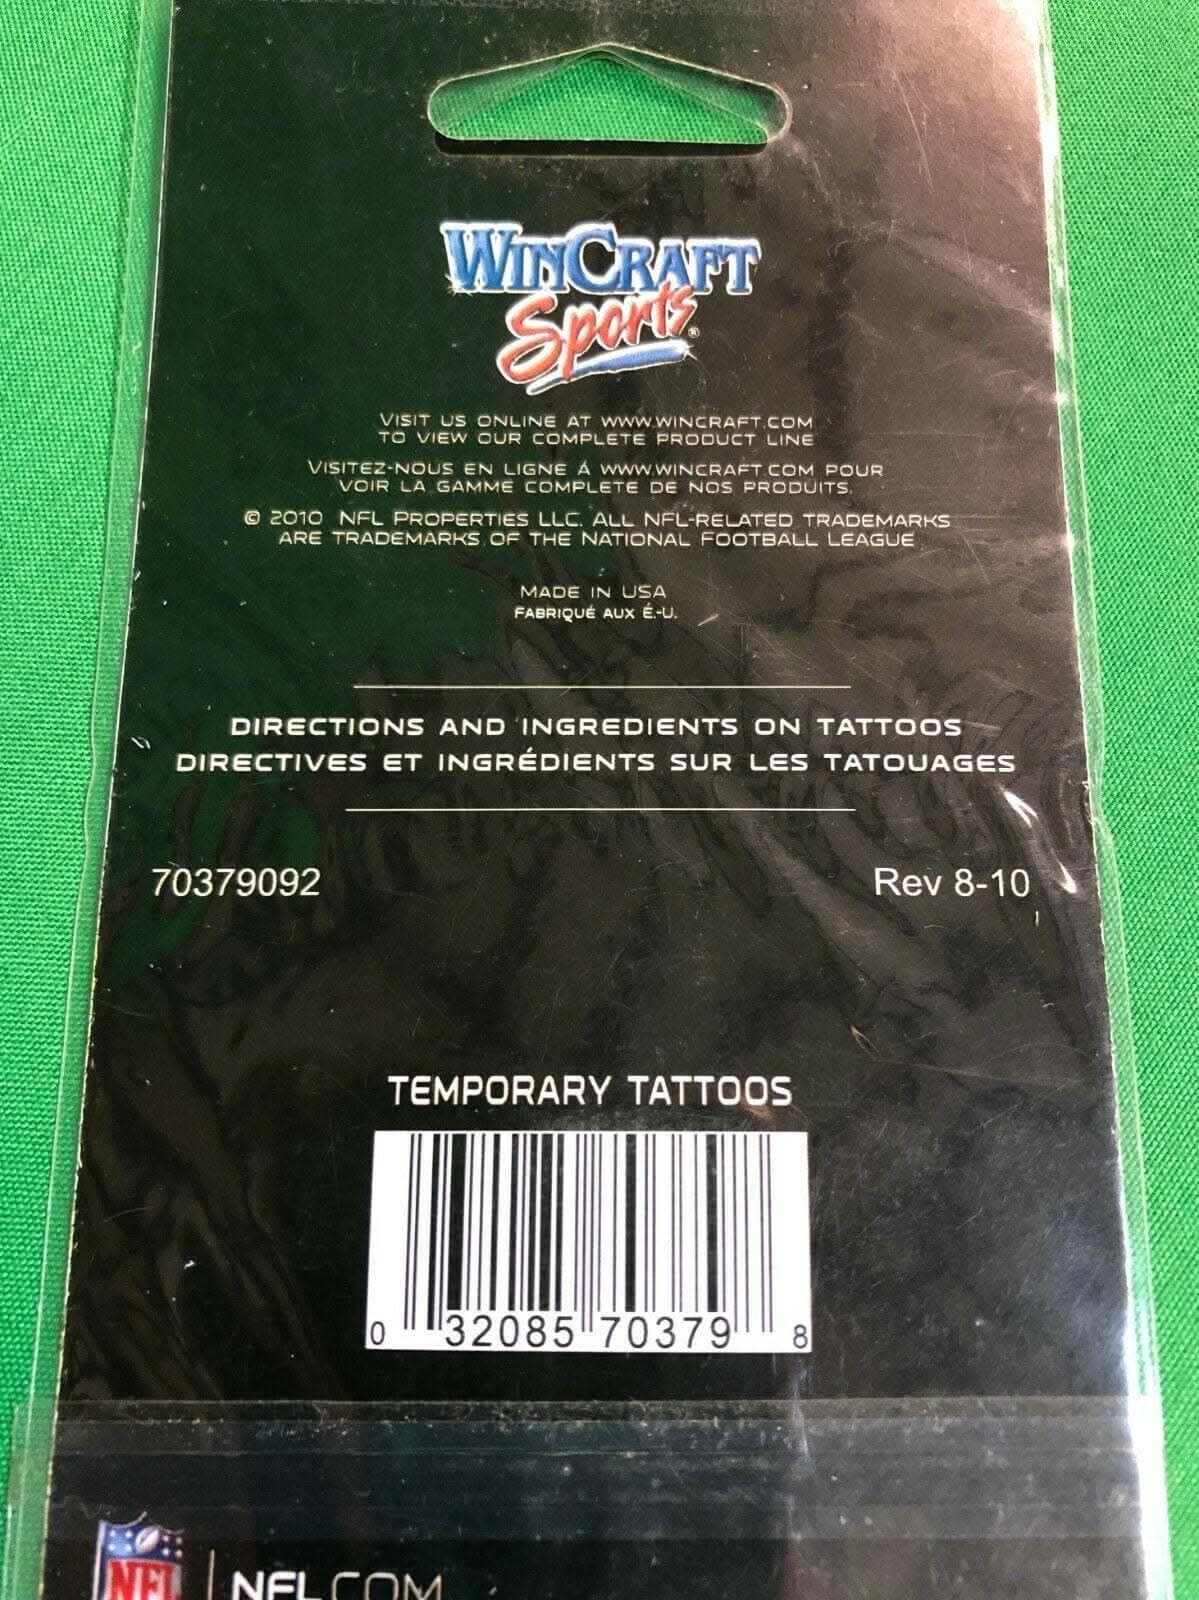 WINCRAFT
Sports®
VISIT US ONLINE AT WWW.WINCRAFT.COM
TO VIEW OUR COMPLETE PRODUCT LINE
VISITEZ-NOUS EN LIGNE Á WWW.WINCRAFT.COM POUR
VOIR LA GAMME COMPLETE DE NOS PRODUITS.
© 2010 NFL PROPERTIES LLC. ALL NFL-RELATED TRADEMARKS
ARE TRADEMARKS OF THE NATIONAL FOOTBALL LEAGUE
MADE IN USA
FABRIQUÉ AUX É.-U.
DIRECTIONS AND INGREDIENTS ON TATTOOS
DIRECTIVES ET INGRÉDIENTS SUR LES TATOUAGES
70379092 Rev 8-10
TEMPORARY TATTOOS
0 32085 70379 8
NFL | NFL.COM